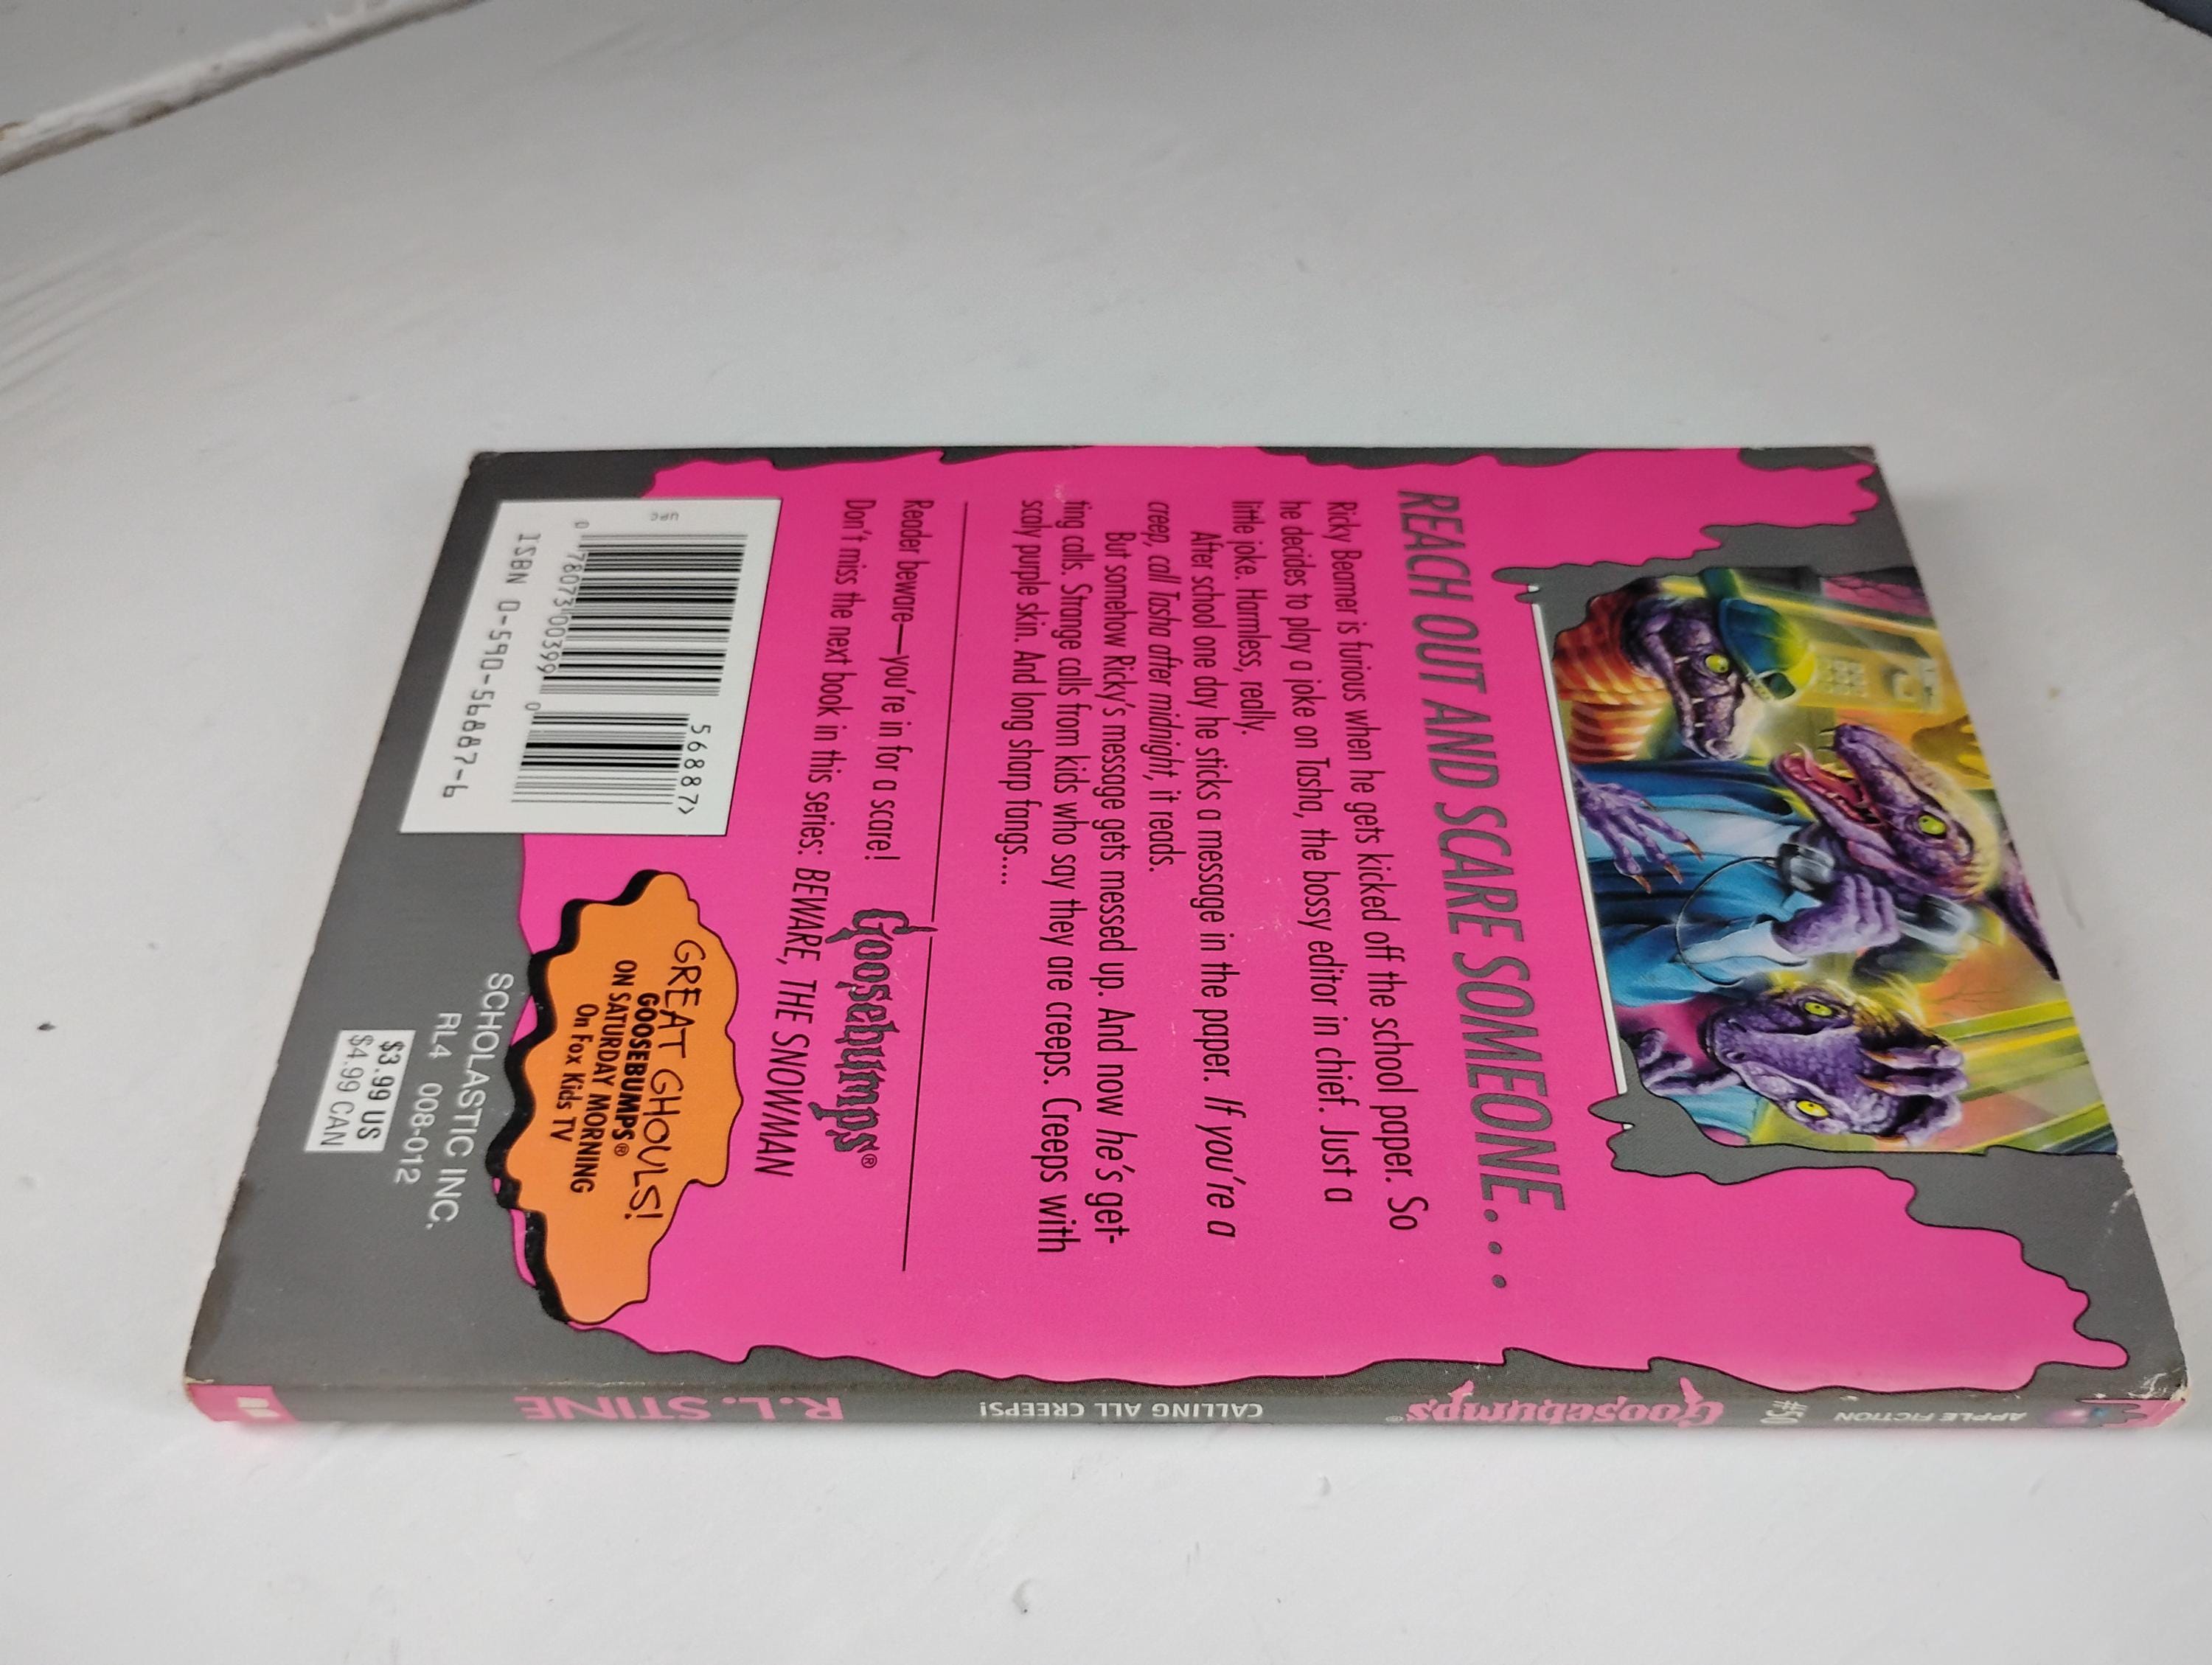 REACH OUT AND SCARE SOMEONE...
Ricky Beamer is furious when he gets kicked off the school paper. So
he decides to play a joke on Tasha, the bossy editor in chief. Just a
little joke. Harmless, really.
After school one day he sticks a message in the paper. If you're a
creep, call Tasha after midnight, it reads.
But somehow Ricky's message gets messed up. And now he's get-
ting calls. Strange calls from kids who say they are creeps. Creeps with
scaly purple skin. And long sharp fangs....
Goosebumps®
Reader beware—you're in for a scare!
Don't miss the next book in this series: BEWARE, THE SNOWMAN
UPC
0 78073 00399 0
56887>
ISBN 0-590-56887-6
GREAT GHOULS!
GOOSEBUMPS®
ON SATURDAY MORNING
On Fox Kids TV
SCHOLASTIC INC.
RL4 008-012
$3.99 US
$4.99 CAN
APPLE FICTION
#50
Goosebumps®
CALLING ALL CREEPS!
R.L. STINE